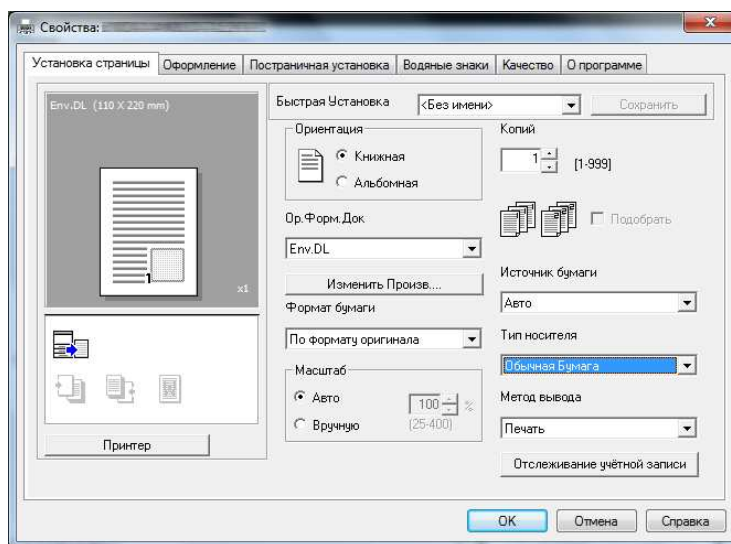 Свойства:
Установка страницы Оформление Постраничная установка Водяные знаки Качество О программе
Env.DL (110 X 220 mm)
1
x1
Принтер
Быстрая Установка <Без имени> Сохранить
Ориентация
Книжная
Альбомная
Ор.Форм.Док
Env.DL
Изменить Произв....
Формат бумаги
По формату оригинала
Масштаб
Авто
100 %
Вручную (25-400)
Копий
1 [1-999]
Подобрать
Источник бумаги
Авто
Тип носителя
Обычная Бумага
Метод вывода
Печать
Отслеживание учётной записи
OK Отмена Справка